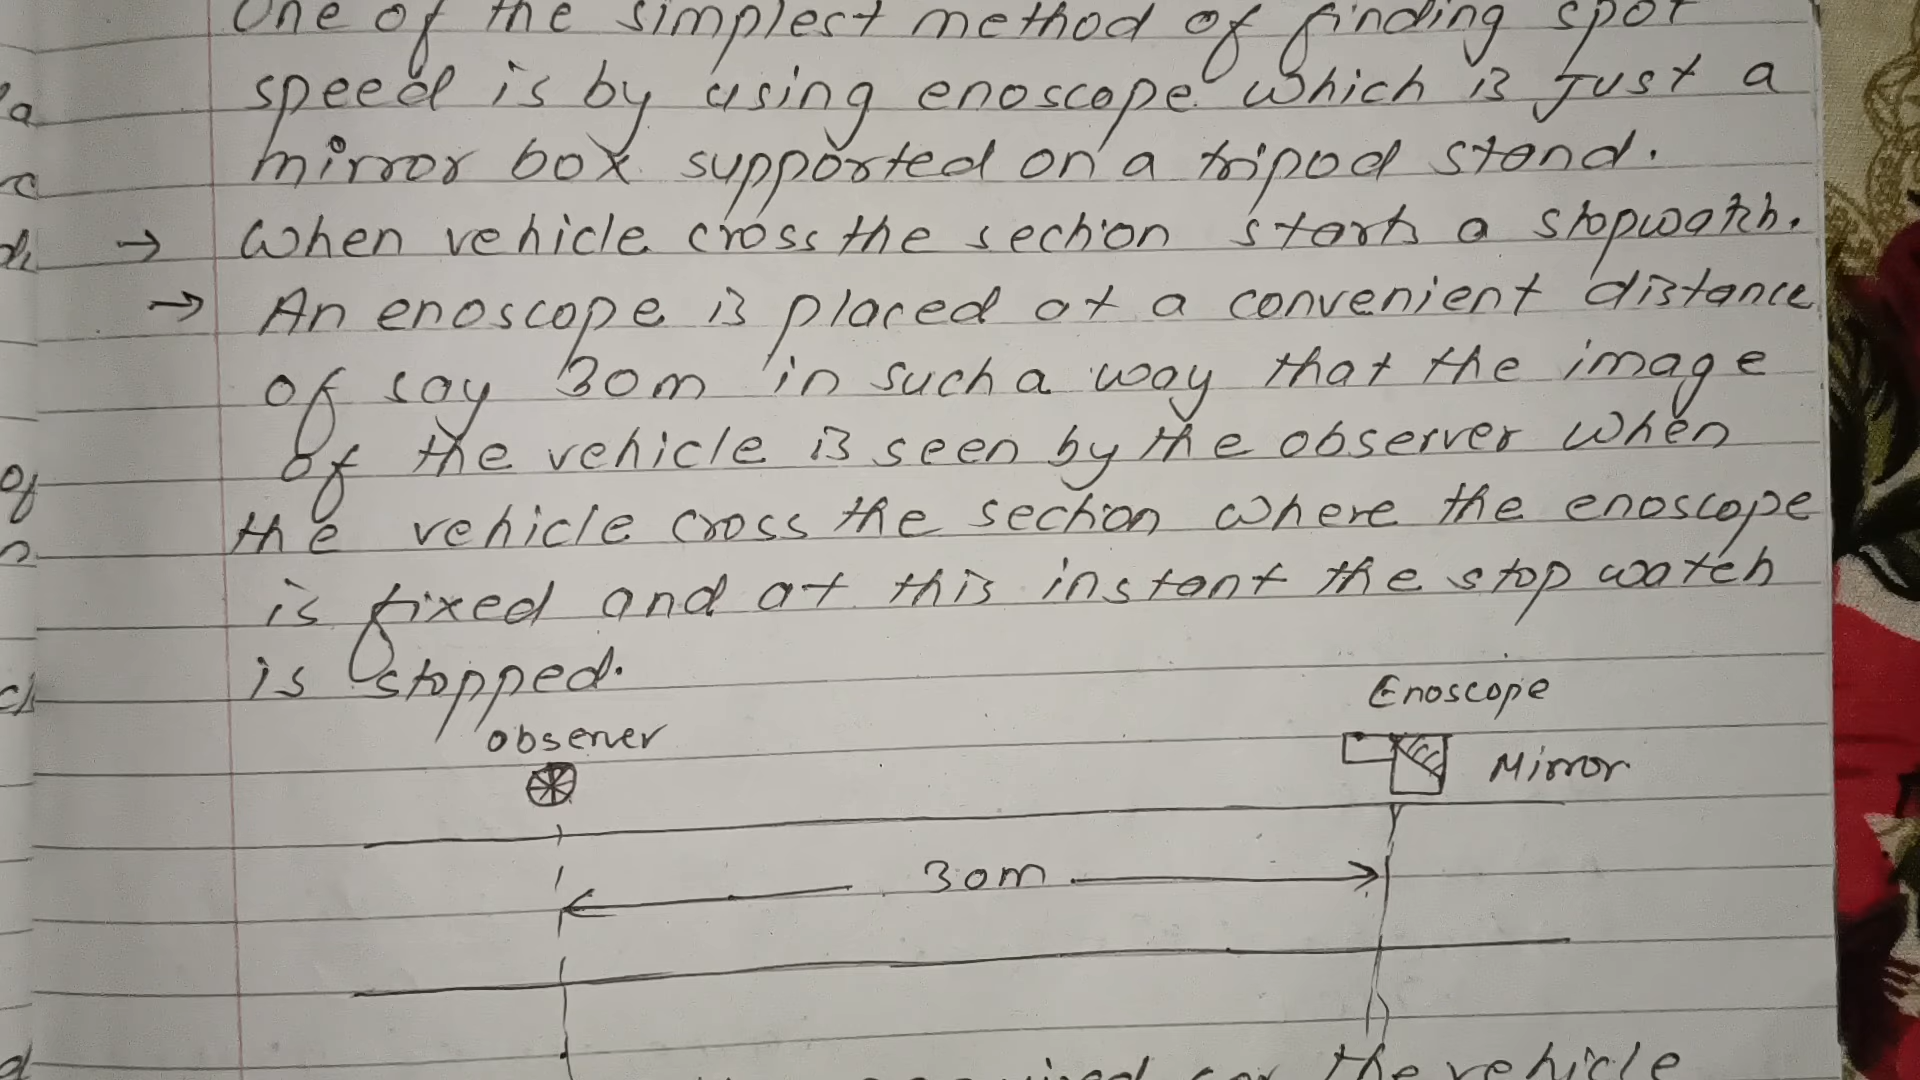 One of the simplest method of finding spot
speed is by using enoscope which is just a
mirror box supported on a tripod stand.
→ When vehicle cross the section starts a stopwatch.
→ An enoscope is placed at a convenient distance
of say 30m in such a way that the image
of the vehicle is seen by the observer when
the vehicle cross the section where the enoscope
is fixed and at this instant the stop watch
is stopped.
Enoscope
observer
Mirror
30m
for the vehicle